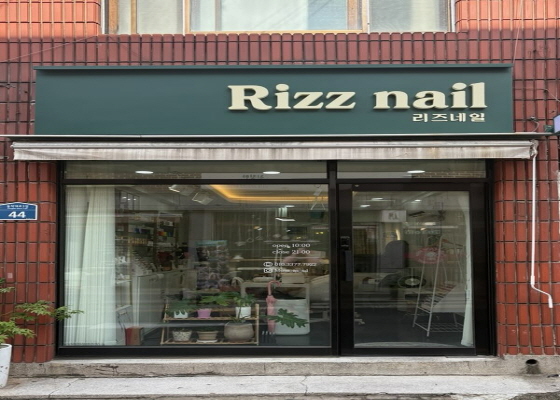 Rizz nail
리즈네일
44
open 10:00
close 21:00